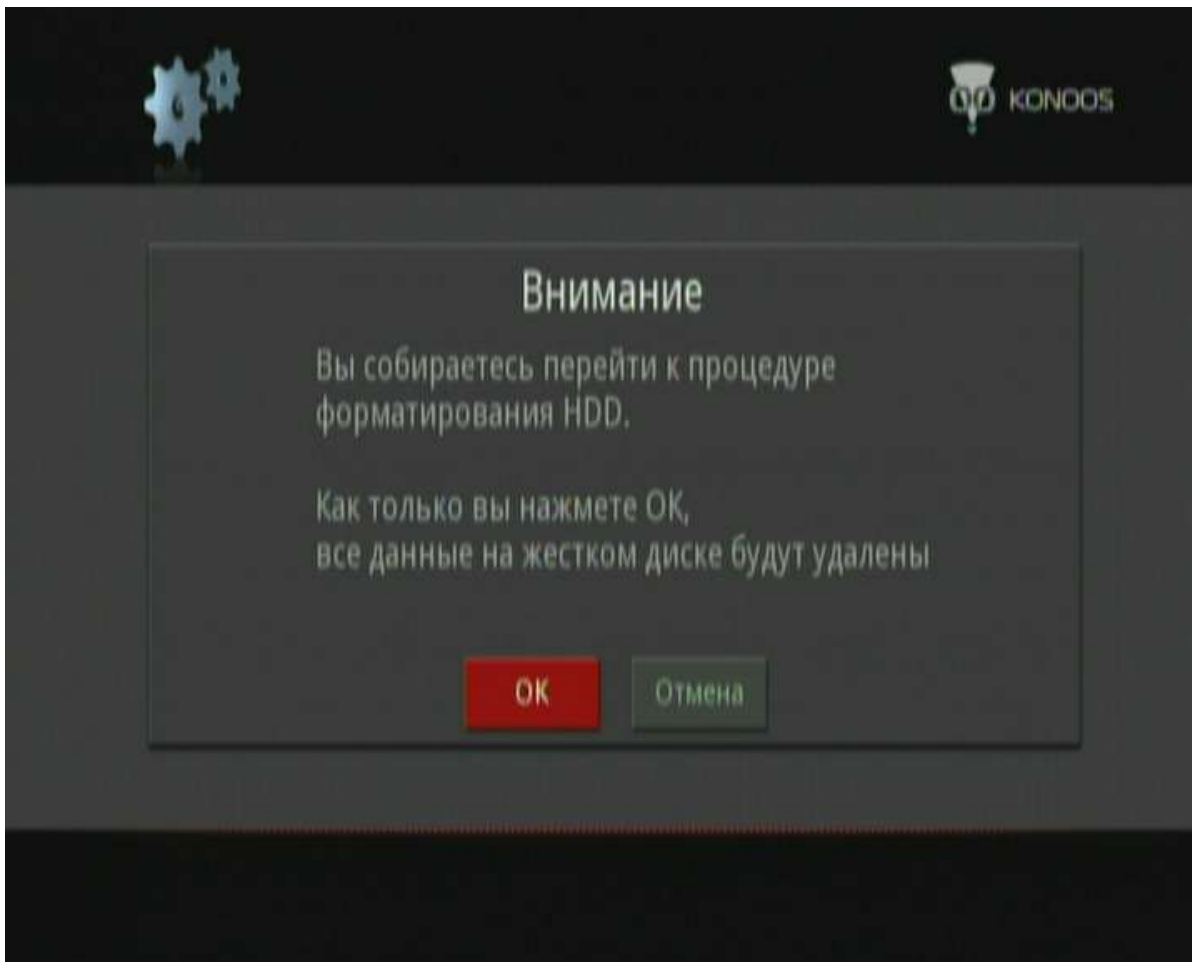 KONOOS
Внимание
Вы собираетесь перейти к процедуре
форматирования HDD.
Как только вы нажмете ОК,
все данные на жестком диске будут удалены
ОК
Отмена